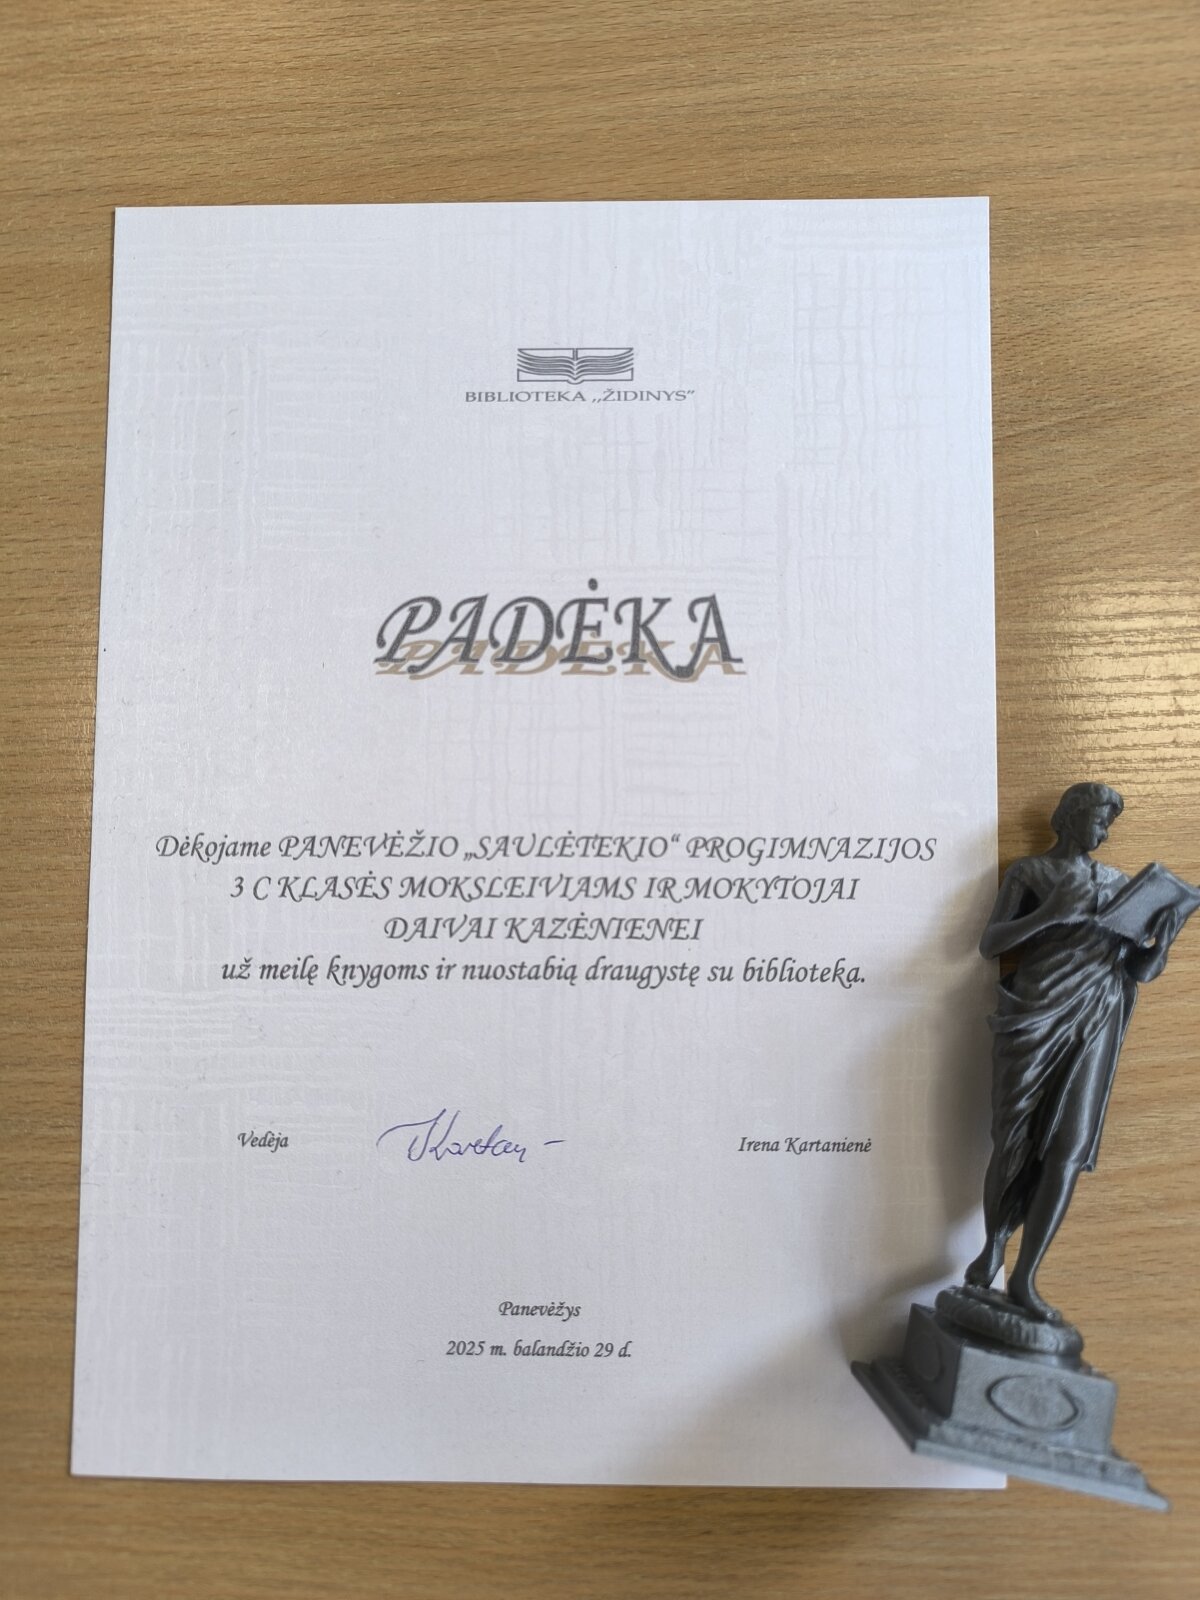 BIBLIOTEKA ,,ŽIDINYS"
PADĖKA
Dėkojame PANEVĖŽIO „SAULĖTEKIO“ PROGIMNAZIJOS
3 C KLASĖS MOKSLEIVIAMS IR MOKYTOJAI
DAIVAI KAZĖNIENEI
už meilę knygoms ir nuostabią draugystę su biblioteka.
Vedėja
Irena Kartanienė
Panevėžys
2025 m. balandžio 29 d.